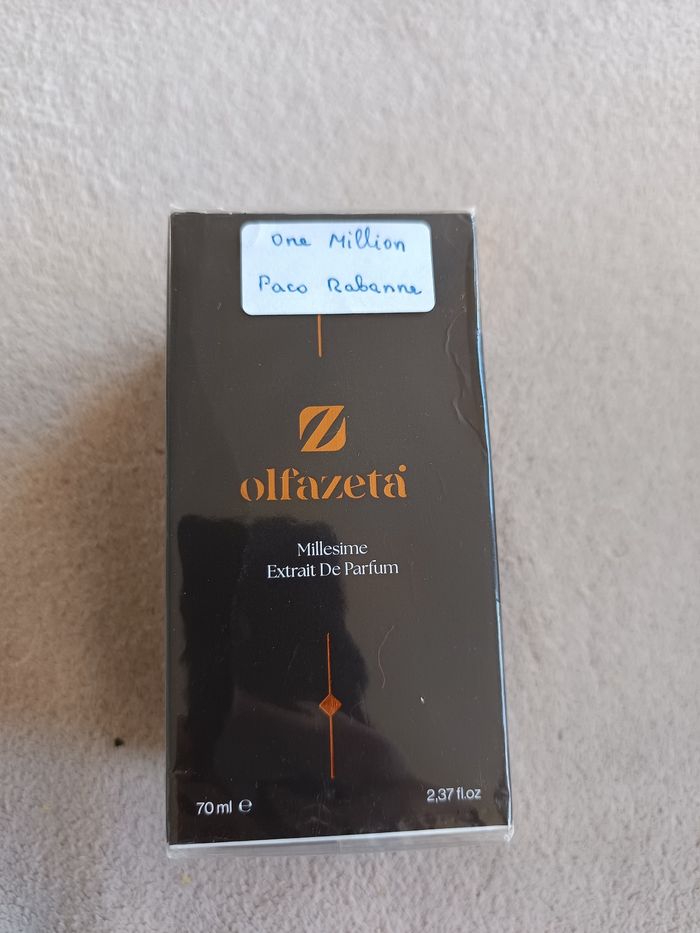 One Million
Paco Rabanne
Z
olfazeta
Millesime
Extrait De Parfum
70 ml ℮
2,37 fl.oz